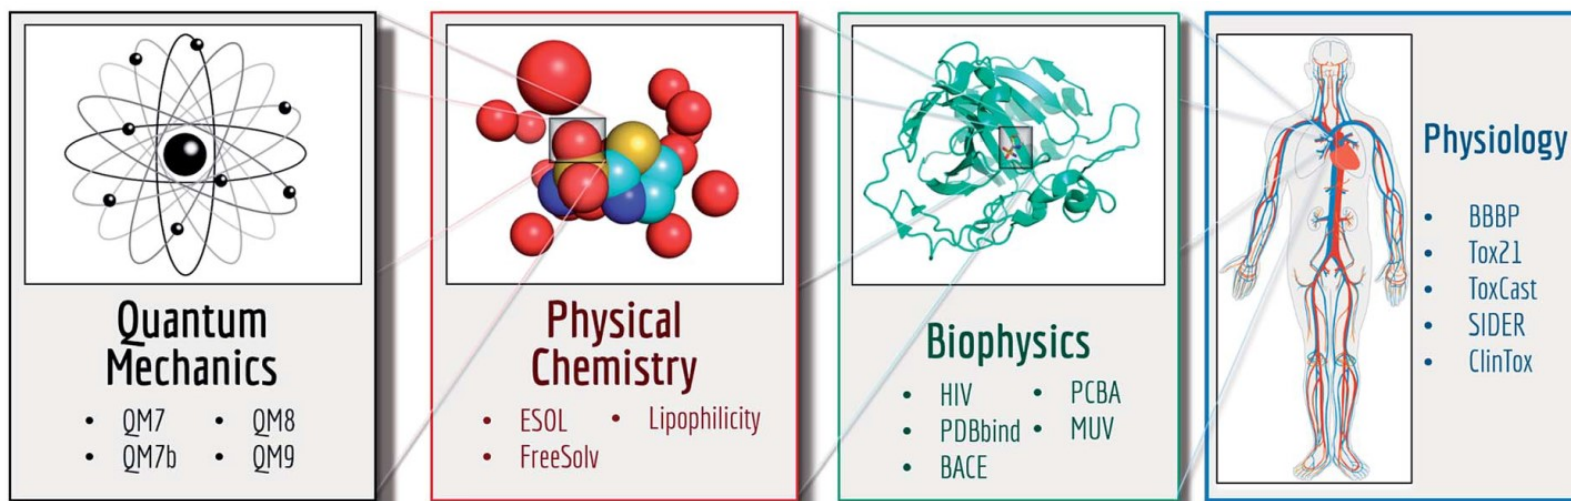 Quantum
Mechanics
• QM7
• QM8
• QM7b
• QM9
Physical
Chemistry
• ESOL
• Lipophilicity
• FreeSolv
Biophysics
• HIV
• PCBA
• PDBbind
• MUV
• BACE
Physiology
• BBBP
• Tox21
• ToxCast
• SIDER
• ClinTox